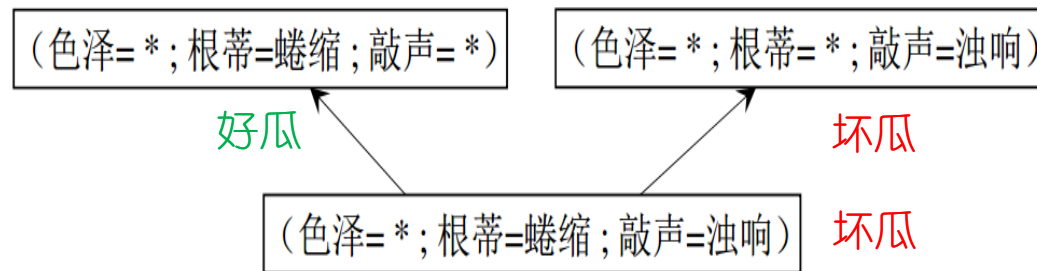 (色泽=*;根蒂=蜷缩;敲声=*)
(色泽=*;根蒂=*;敲声=浊响)
好瓜
坏瓜
(色泽=*;根蒂=蜷缩;敲声=浊响)
坏瓜